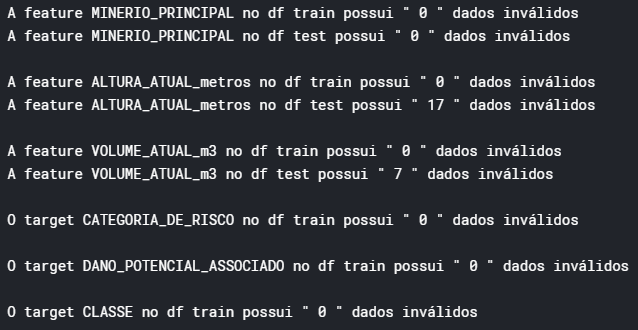 A feature MINERIO_PRINCIPAL no df train possui " 0 " dados inválidos
A feature MINERIO_PRINCIPAL no df test possui " 0 " dados inválidos
A feature ALTURA_ATUAL_metros no df train possui " 0 " dados inválidos
A feature ALTURA_ATUAL_metros no df test possui " 17 " dados inválidos
A feature VOLUME_ATUAL_m3 no df train possui " 0 " dados inválidos
A feature VOLUME_ATUAL_m3 no df test possui " 7 " dados inválidos
O target CATEGORIA_DE_RISCO no df train possui " 0 " dados inválidos
O target DANO_POTENCIAL_ASSOCIADO no df train possui " 0 " dados inválidos
O target CLASSE no df train possui " 0 " dados inválidos